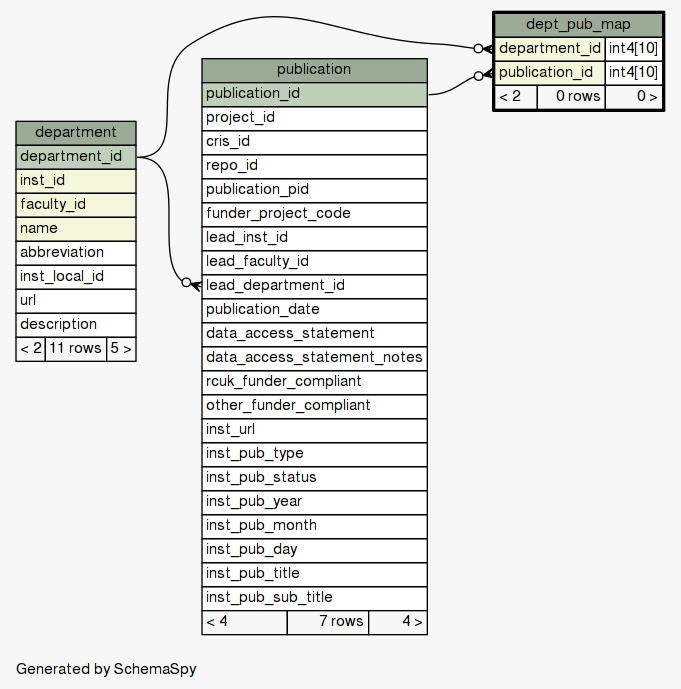 dept_pub_map
department_id int4[10]
publication_id int4[10]
< 2 0 rows 0 >
publication
publication_id
project_id
cris_id
repo_id
publication_pid
funder_project_code
lead_inst_id
lead_faculty_id
lead_department_id
publication_date
data_access_statement
data_access_statement_notes
rcuk_funder_compliant
other_funder_compliant
inst_url
inst_pub_type
inst_pub_status
inst_pub_year
inst_pub_month
inst_pub_day
inst_pub_title
inst_pub_sub_title
< 4 7 rows 4 >
department
department_id
inst_id
faculty_id
name
abbreviation
inst_local_id
url
description
< 2 11 rows 5 >
Generated by SchemaSpy